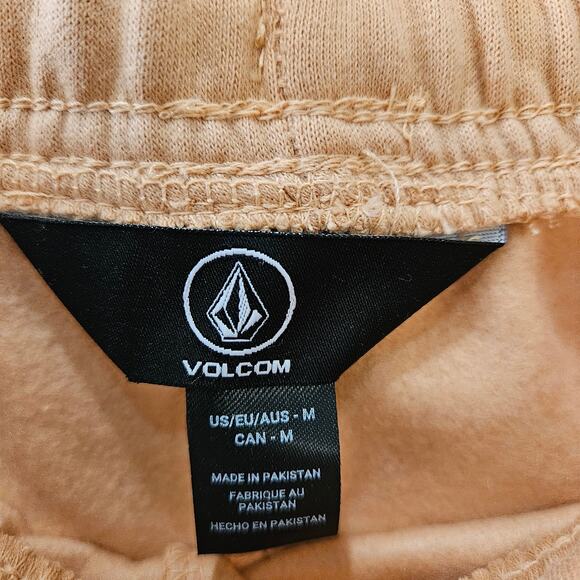 VOLCOM
US/EU/AUS - M
CAN - M
MADE IN PAKISTAN
FABRIQUE AU
PAKISTAN
HECHO EN PAKISTAN